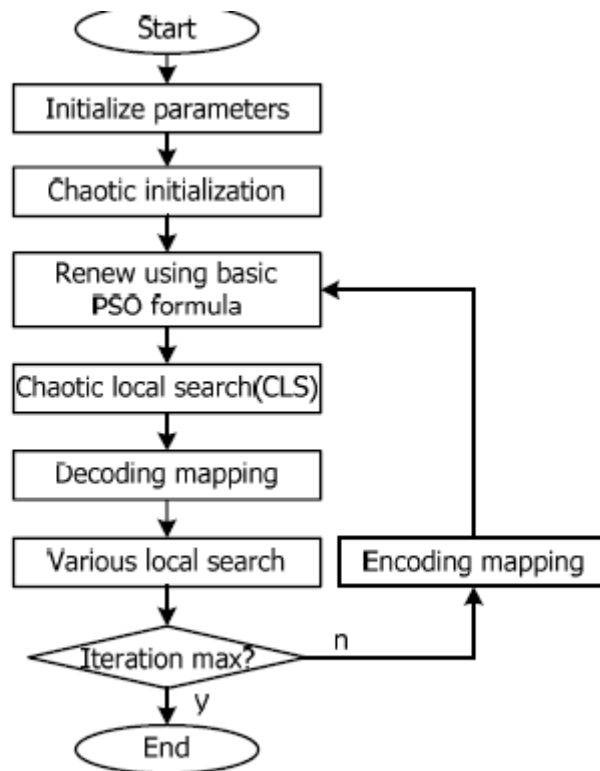 Start
Initialize parameters
Chaotic initialization
Renew using basic
PSO formula
Chaotic local search(CLS)
Decoding mapping
Various local search
Encoding mapping
Iteration max?
n
y
End